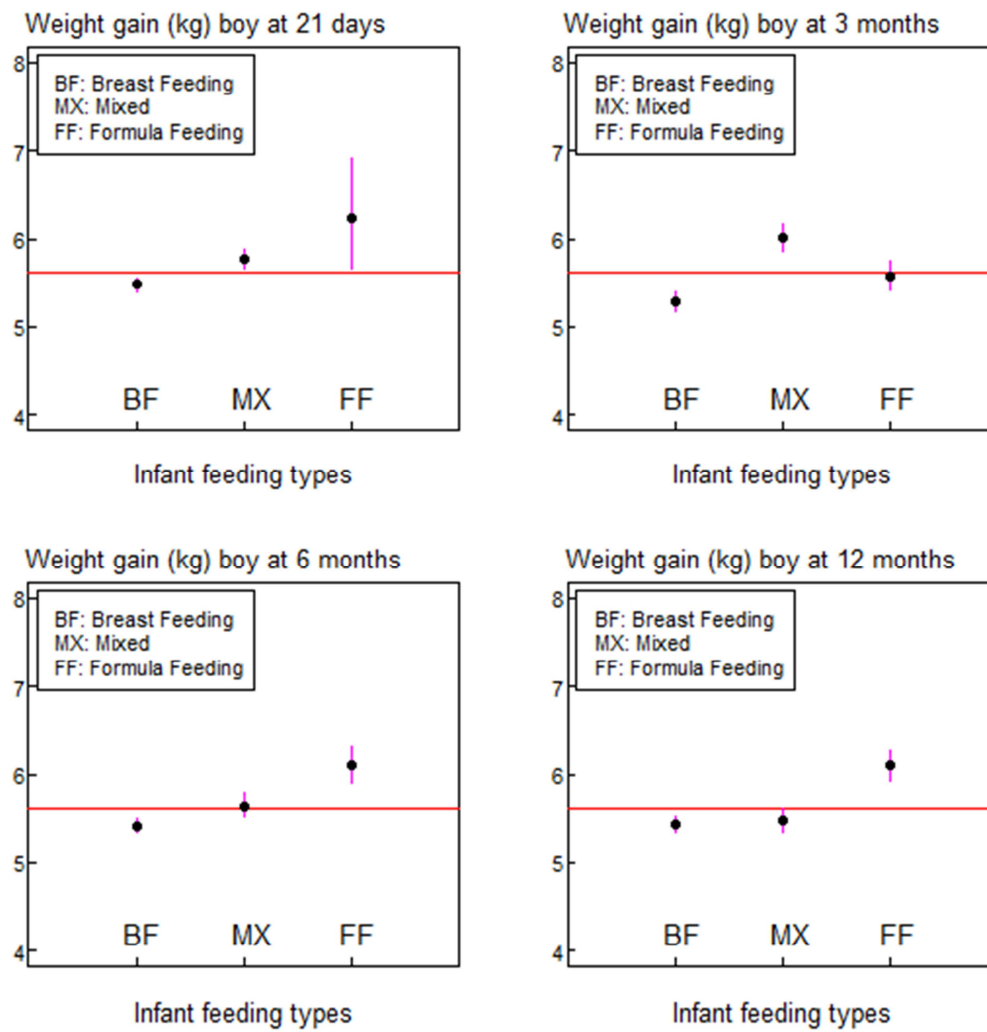 Weight gain (kg) boy at 21 days
8
7
6
5
4
BF: Breast Feeding
MX: Mixed
FF: Formula Feeding
BF MX FF
Infant feeding types
Weight gain (kg) boy at 3 months
8
7
6
5
4
BF: Breast Feeding
MX: Mixed
FF: Formula Feeding
BF MX FF
Infant feeding types
Weight gain (kg) boy at 6 months
8
7
6
5
4
BF: Breast Feeding
MX: Mixed
FF: Formula Feeding
BF MX FF
Infant feeding types
Weight gain (kg) boy at 12 months
8
7
6
5
4
BF: Breast Feeding
MX: Mixed
FF: Formula Feeding
BF MX FF
Infant feeding types